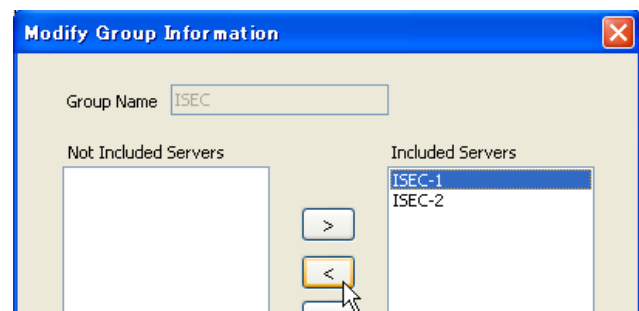 Modify Group Information
Group Name ISEC
Not Included Servers
Included Servers
ISEC-1
ISEC-2
>
<